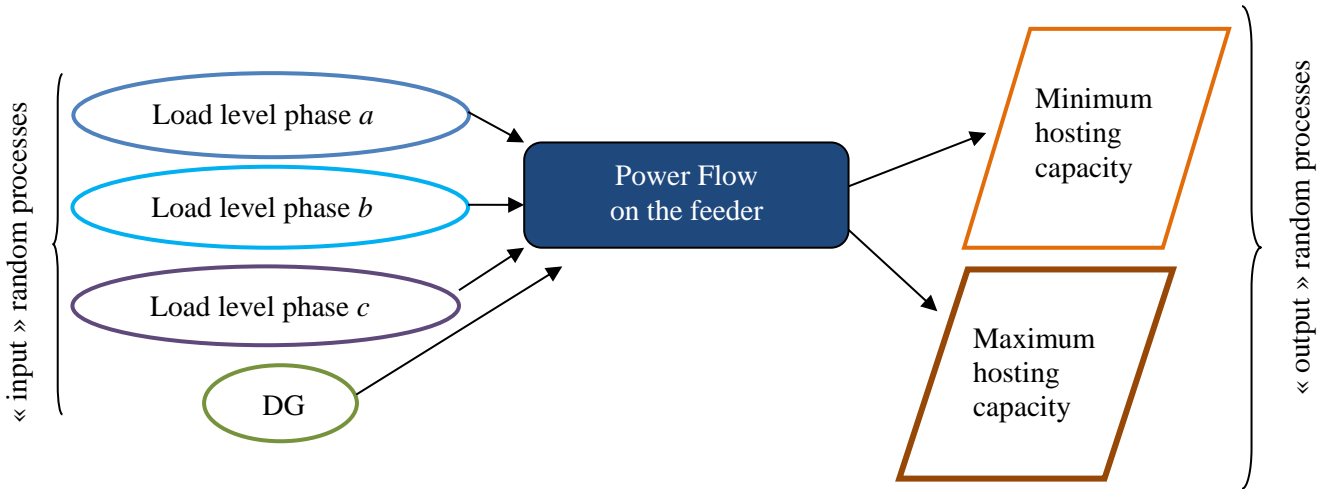 « input » random processes
Load level phase a
Load level phase b
Load level phase c
DG
Power Flow
on the feeder
Minimum
hosting
capacity
Maximum
hosting
capacity
« output » random processes